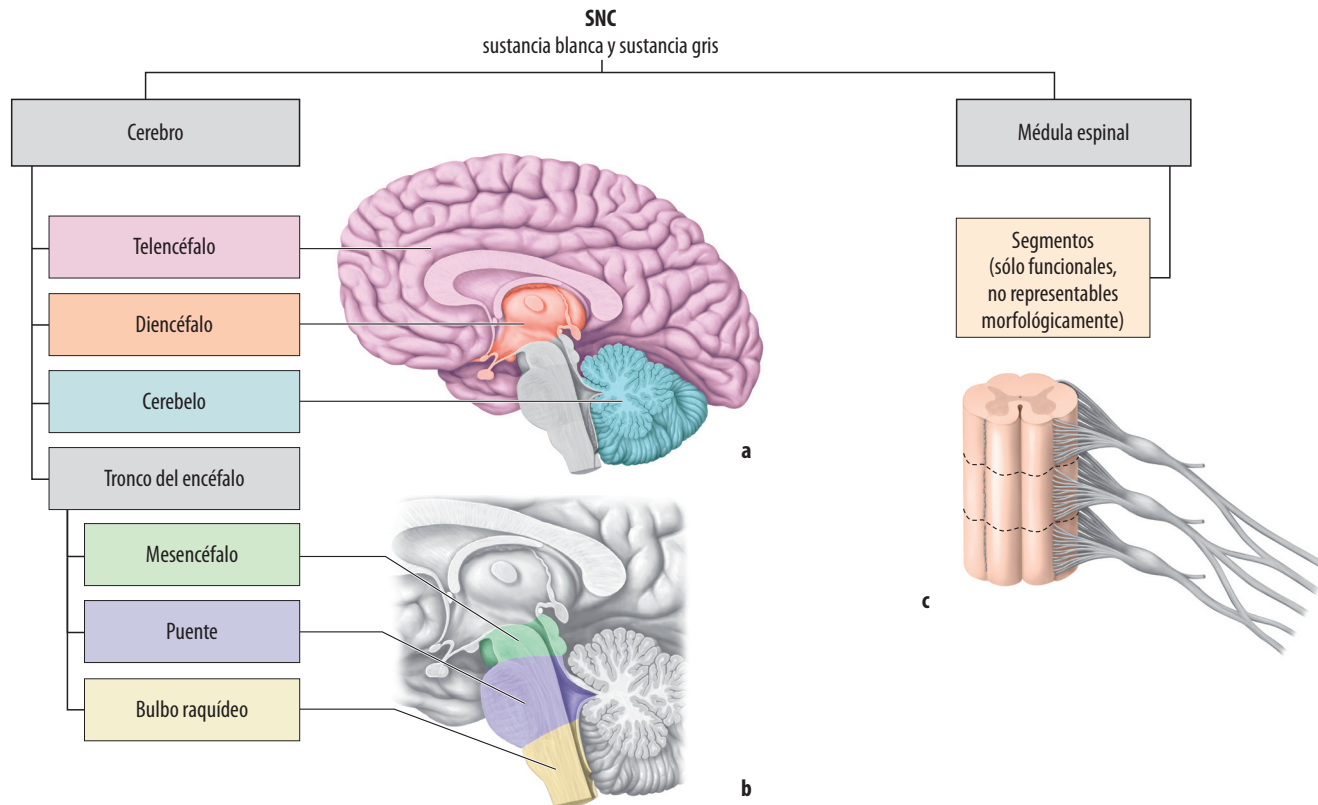 SNC
sustancia blanca y sustancia gris
Cerebro
Médula espinal
Telencéfalo
Diencéfalo
Cerebelo
Tronco del encéfalo
Mesencéfalo
Puente
Bulbo raquídeo
Segmentos
(sólo funcionales,
no representables
morfológicamente)
a
b
c